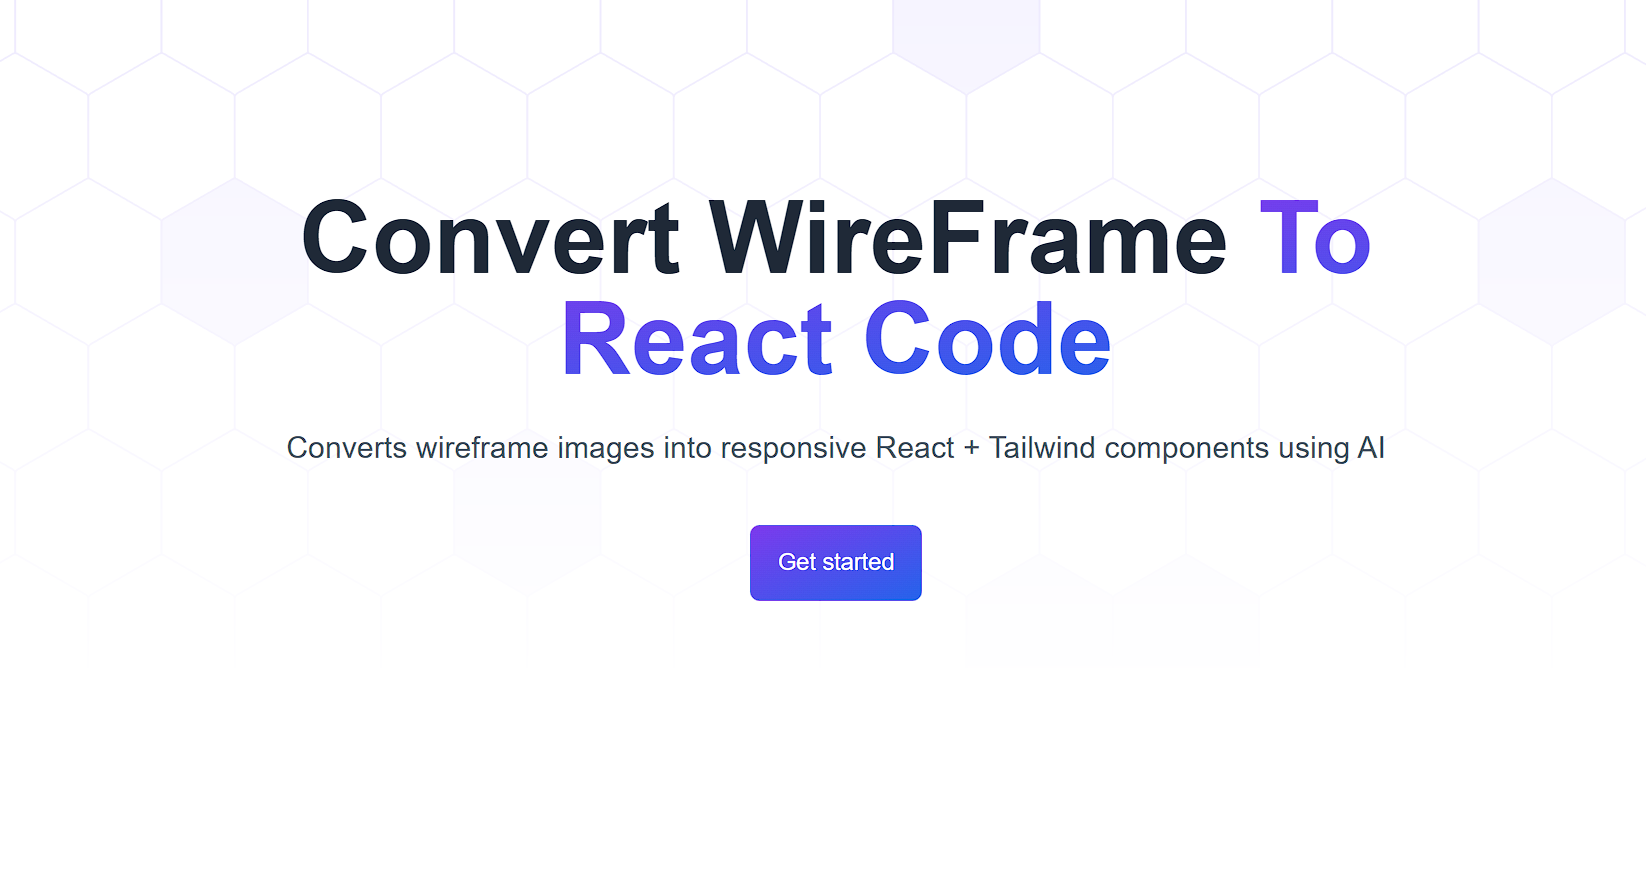 Convert WireFrame To
React Code
Converts wireframe images into responsive React + Tailwind components using AI
Get started